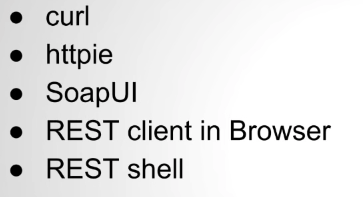 ● curl
● httpie
● SoapUI
● REST client in Browser
● REST shell